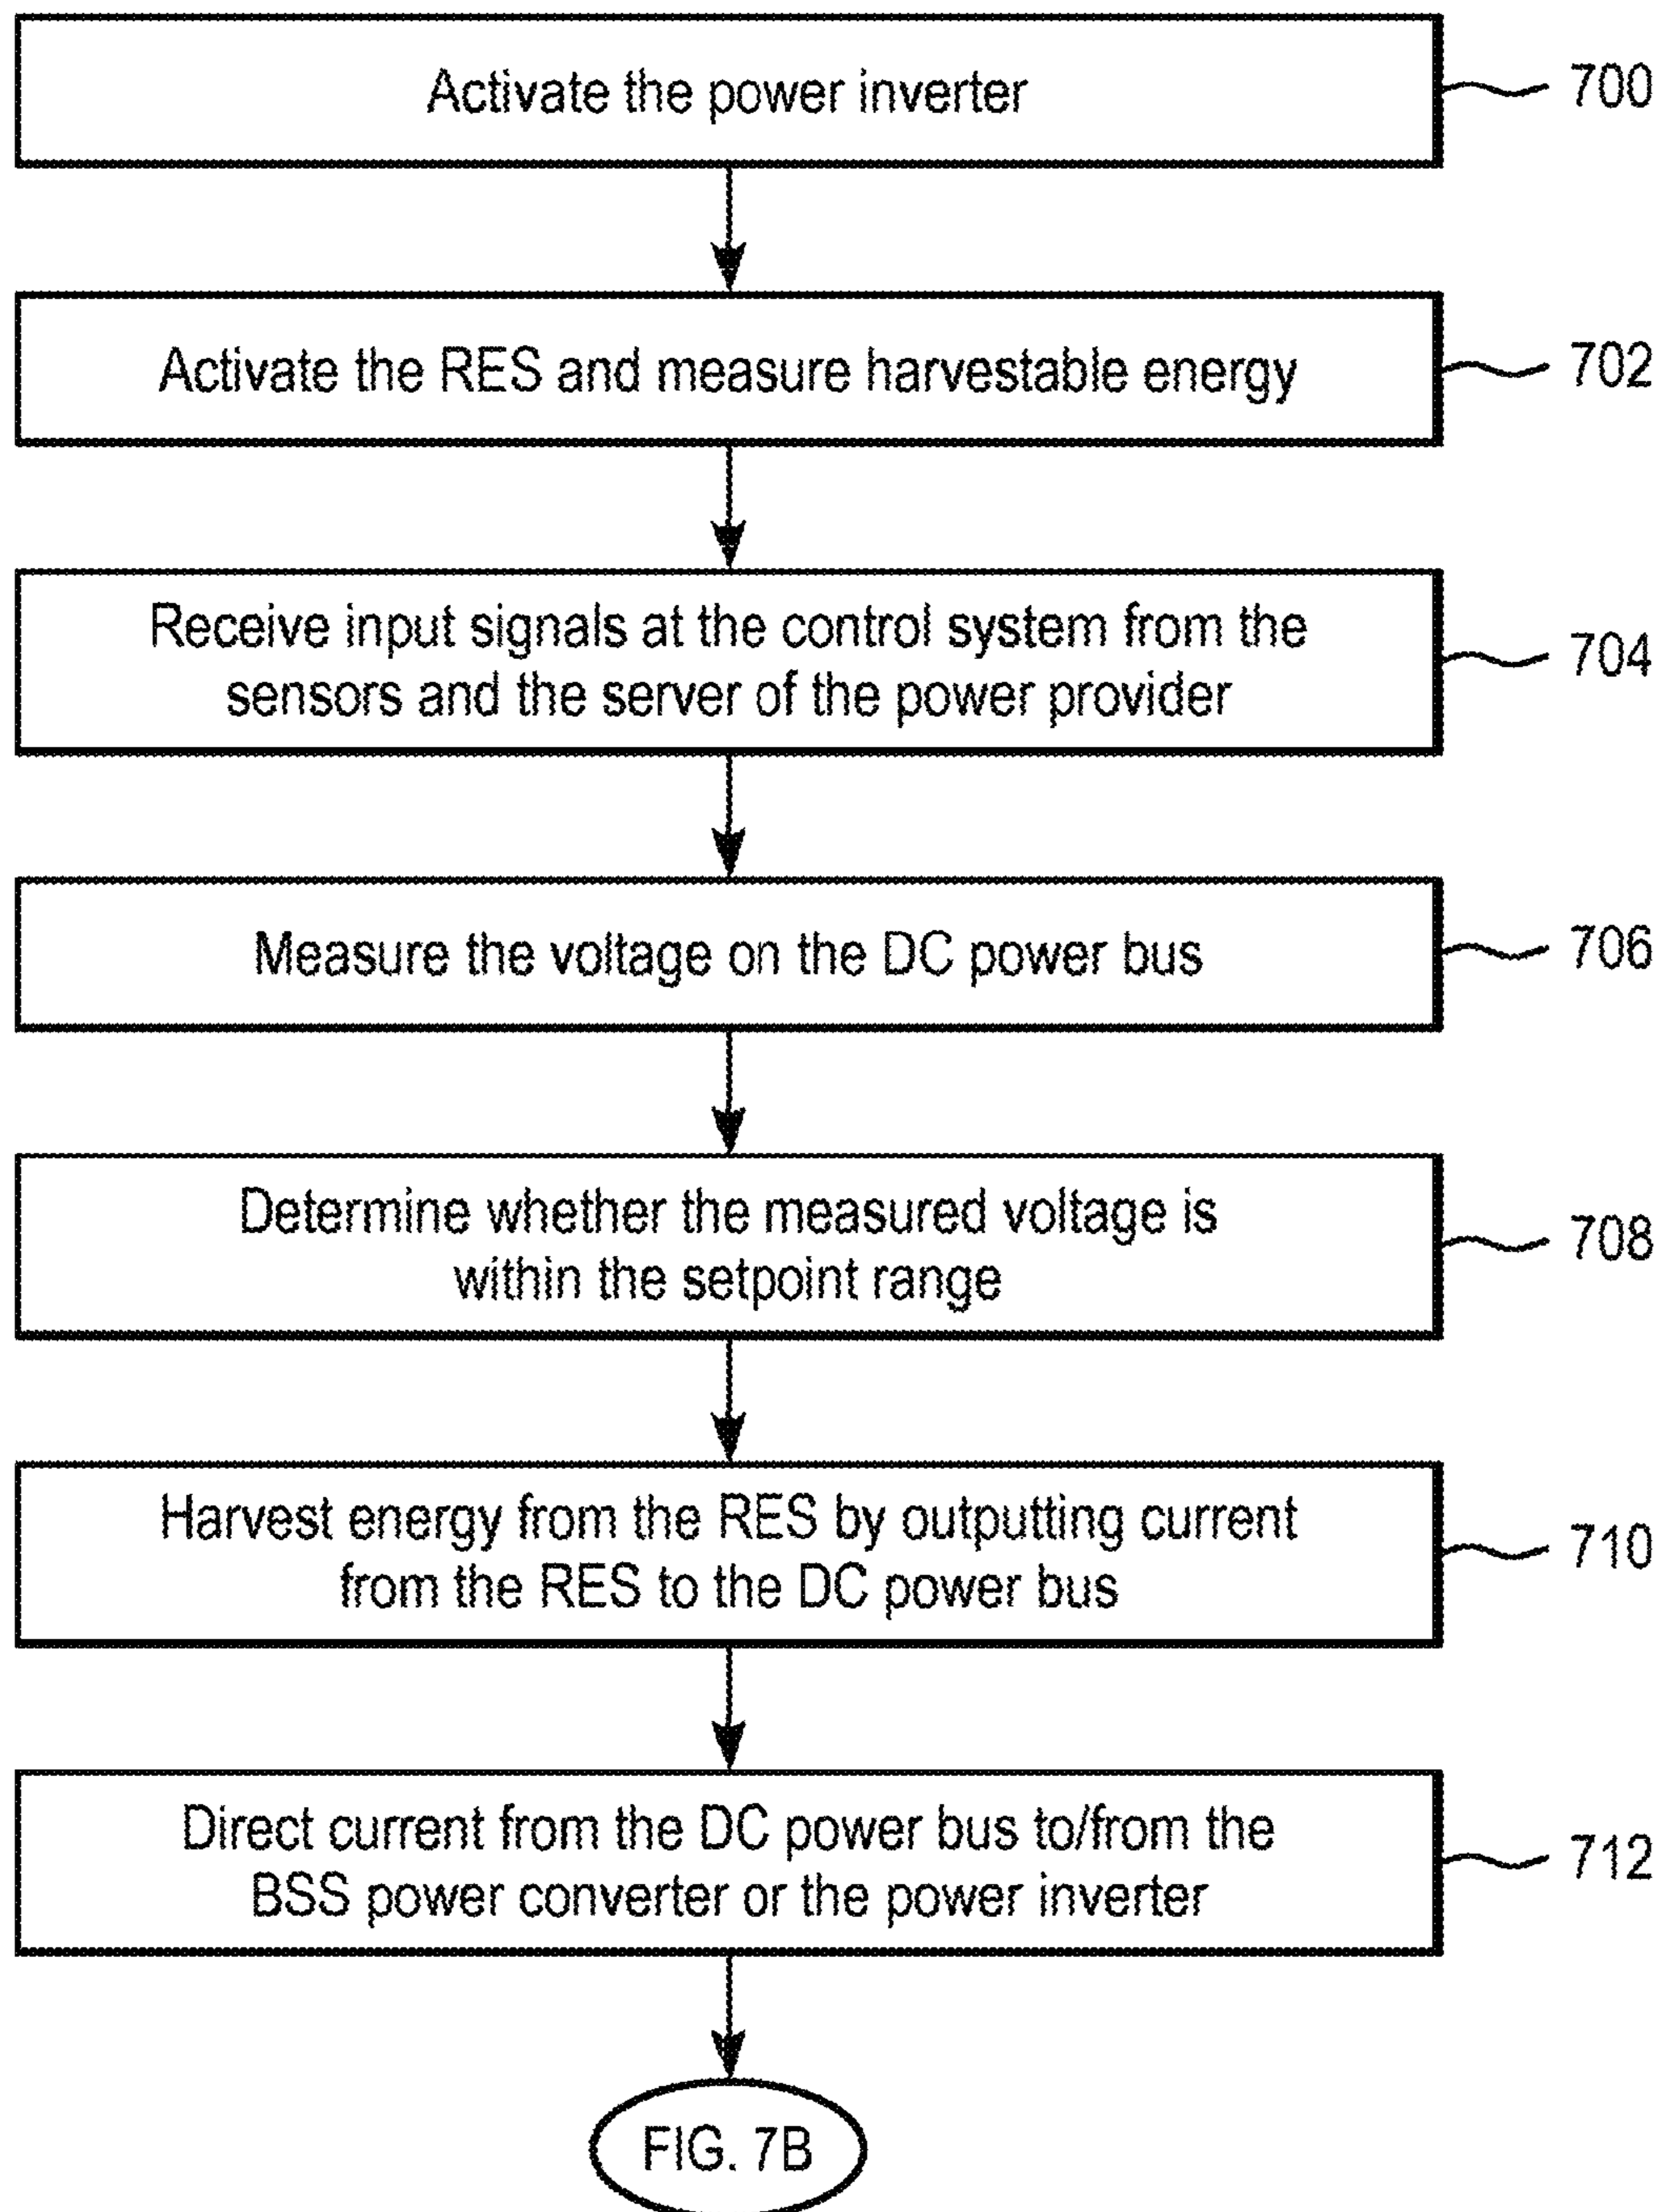 Activate the power inverter
700
Activate the RES and measure harvestable energy
702
Receive input signals at the control system from the
sensors and the server of the power provider
704
Measure the voltage on the DC power bus
706
Determine whether the measured voltage is
within the setpoint range
708
Harvest energy from the RES by outputting current
from the RES to the DC power bus
710
Direct current from the DC power bus to/from the
BSS power converter or the power inverter
712
FIG. 7B